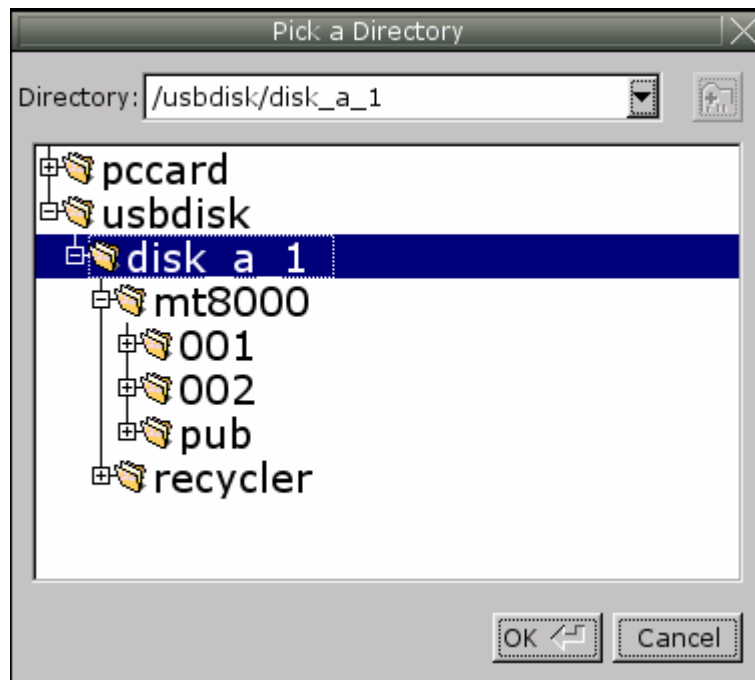 Pick a Directory
Directory: /usbdisk/disk_a_1
pccard
usbdisk
disk_a_1
mt8000
001
002
pub
recycler
OK Cancel